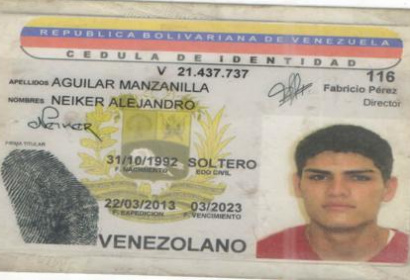 REPUBLICA BOLIVARIANA DE VENEZUELA
CEDULA DE IDENTIDAD
V 21.437.737
116
APELLIDOS AGUILAR MANZANILLA
Fabricio Pérez
Director
NOMBRES NEIKER ALEJANDRO
Neiker
FIRMA TITULAR
31/10/1992 SOLTERO
F. NACIMIENTO EDO CIVIL
22/03/2013 03/2023
F. EXPEDICION F. VENCIMIENTO
VENEZOLANO